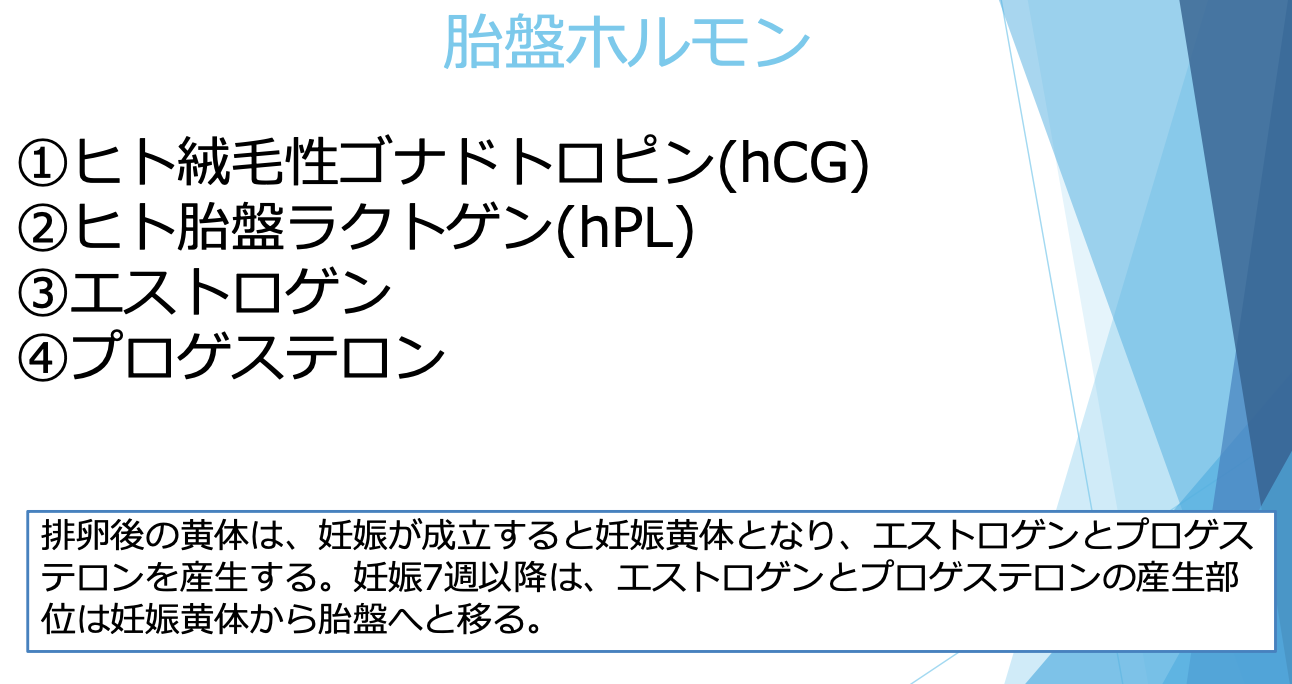 胎盤ホルモン
①ヒト絨毛性ゴナドトロピン(hCG)
②ヒト胎盤ラクトゲン(hPL)
③エストロゲン
④プロゲステロン
排卵後の黄体は、妊娠が成立すると妊娠黄体となり、エストロゲンとプロゲス
テロンを産生する。妊娠7週以降は、エストロゲンとプロゲステロンの産生部
位は妊娠黄体から胎盤へと移る。